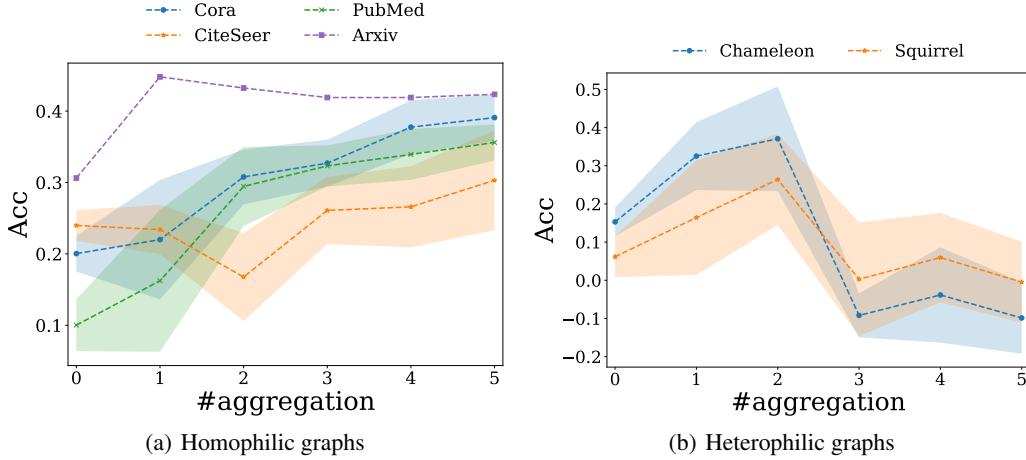 Cora
CiteSeer
PubMed
Arxiv
Acc
0.4
0.3
0.2
0.1
0 1 2 3 4 5
#aggregation
(a) Homophilic graphs
Chameleon Squirrel
Acc
0.5
0.4
0.3
0.2
0.1
0.0
−0.1
−0.2
0 1 2 3 4 5
#aggregation
(b) Heterophilic graphs